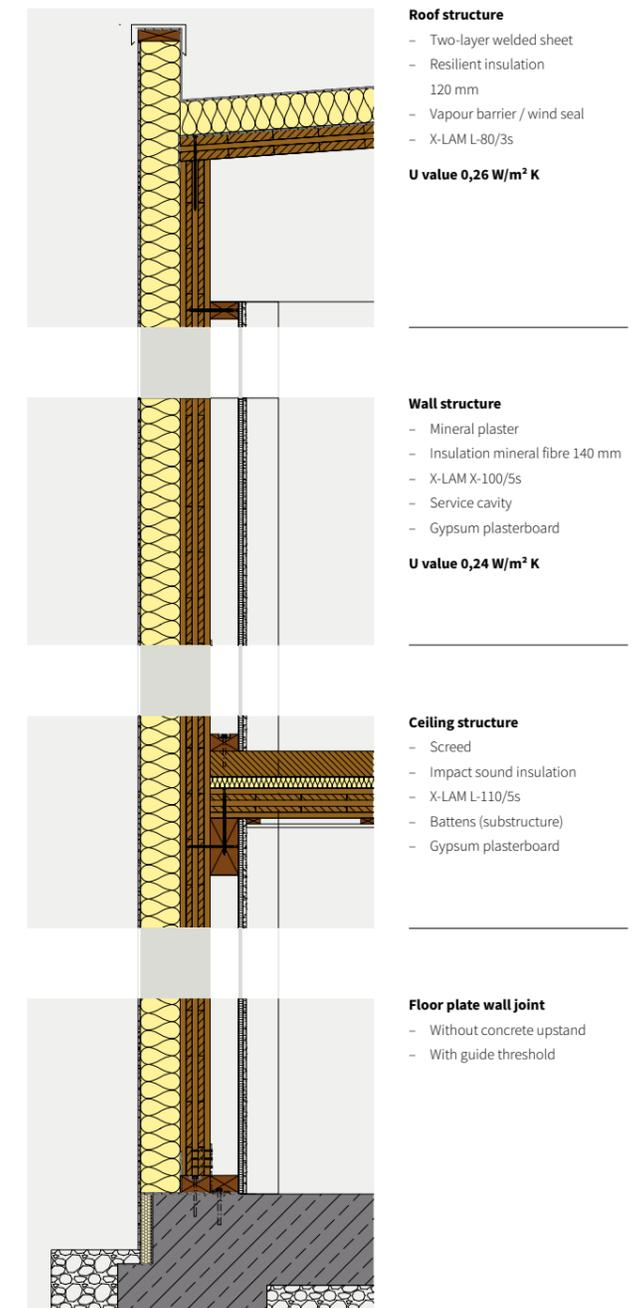 Roof structure
– Two-layer welded sheet
– Resilient insulation
120 mm
– Vapour barrier / wind seal
– X-LAM L-80/3s
U value 0,26 W/m² K
Wall structure
– Mineral plaster
– Insulation mineral fibre 140 mm
– X-LAM X-100/5s
– Service cavity
– Gypsum plasterboard
U value 0,24 W/m² K
Ceiling structure
– Screed
– Impact sound insulation
– X-LAM L-110/5s
– Battens (substructure)
– Gypsum plasterboard
Floor plate wall joint
– Without concrete upstand
– With guide threshold